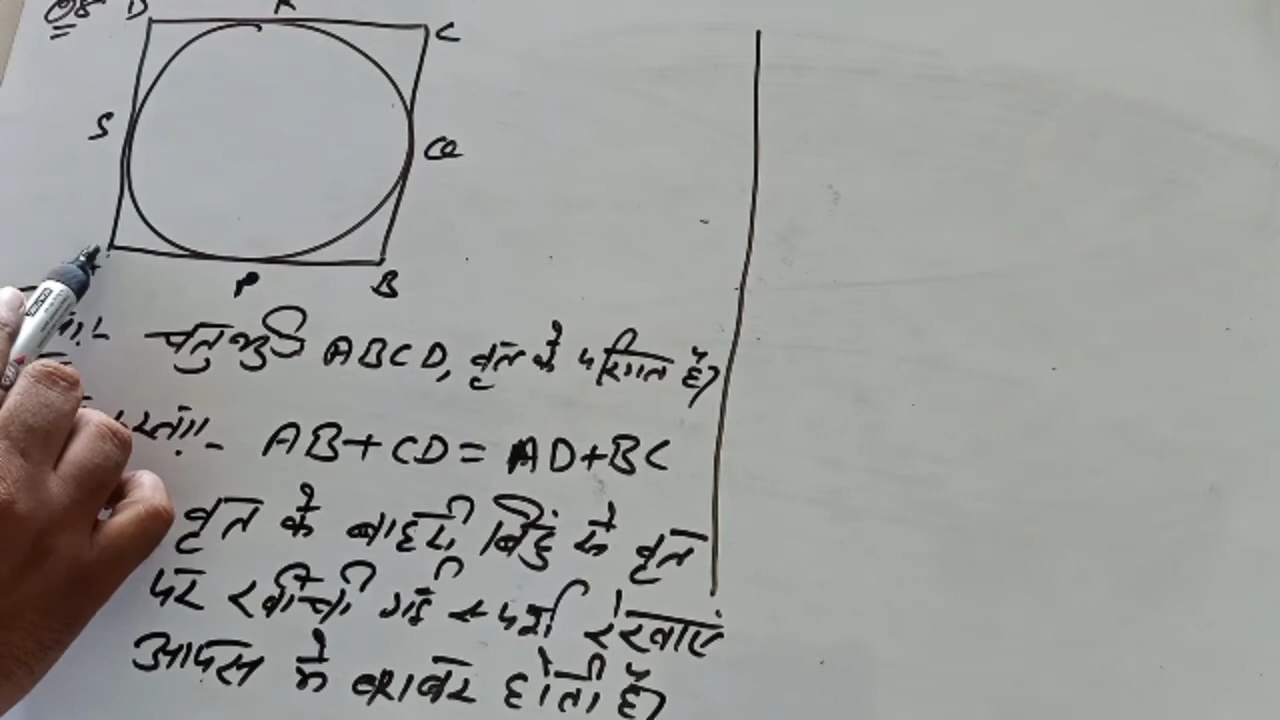 D R
C
S
Q
P B
चतुर्भुज ABCD, वृत के परिगत है।
AB+CD= AD+BC
वृत के बाहरी बिंदु से वृत
पर खींची गई स्पर्श रेखाएं
आपस में बराबर होती है।